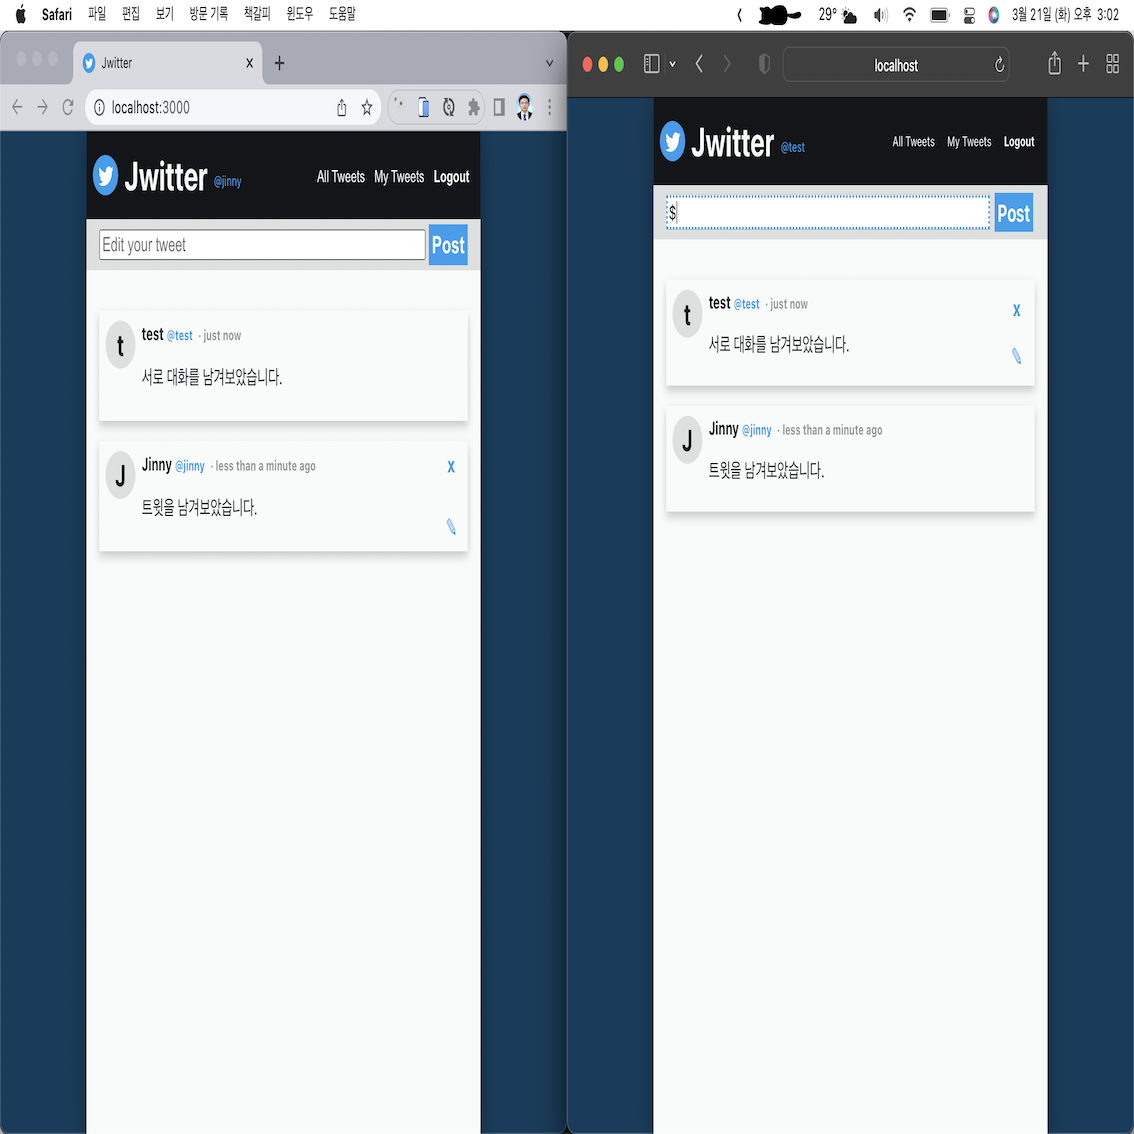 Safari 파일 편집 보기 방문 기록 책갈피 윈도우 도움말 29° 3월 21일 (화) 오후 3:02
Jwitter
localhost:3000
Jwitter @jinny All Tweets My Tweets Logout
Edit your tweet Post
t test @test · just now
서로 대화를 남겨보았습니다.
J Jinny @jinny · less than a minute ago X
트윗을 남겨보았습니다.
localhost
Jwitter @test All Tweets My Tweets Logout
$ Post
t test @test · just now X
서로 대화를 남겨보았습니다.
J Jinny @jinny · less than a minute ago
트윗을 남겨보았습니다.